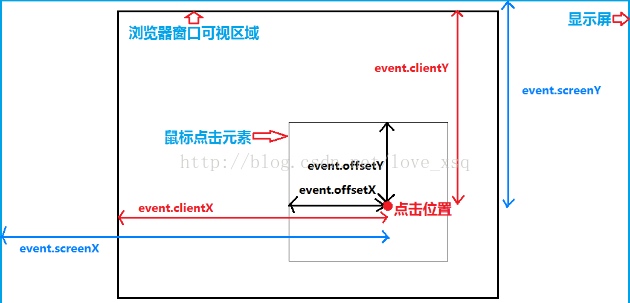 浏览器窗口可视区域
显示屏
event.clientY
event.screenY
鼠标点击元素
http://blog.csdn.net/love_xsq
event.offsetY
event.offsetX
点击位置
event.clientX
event.screenX